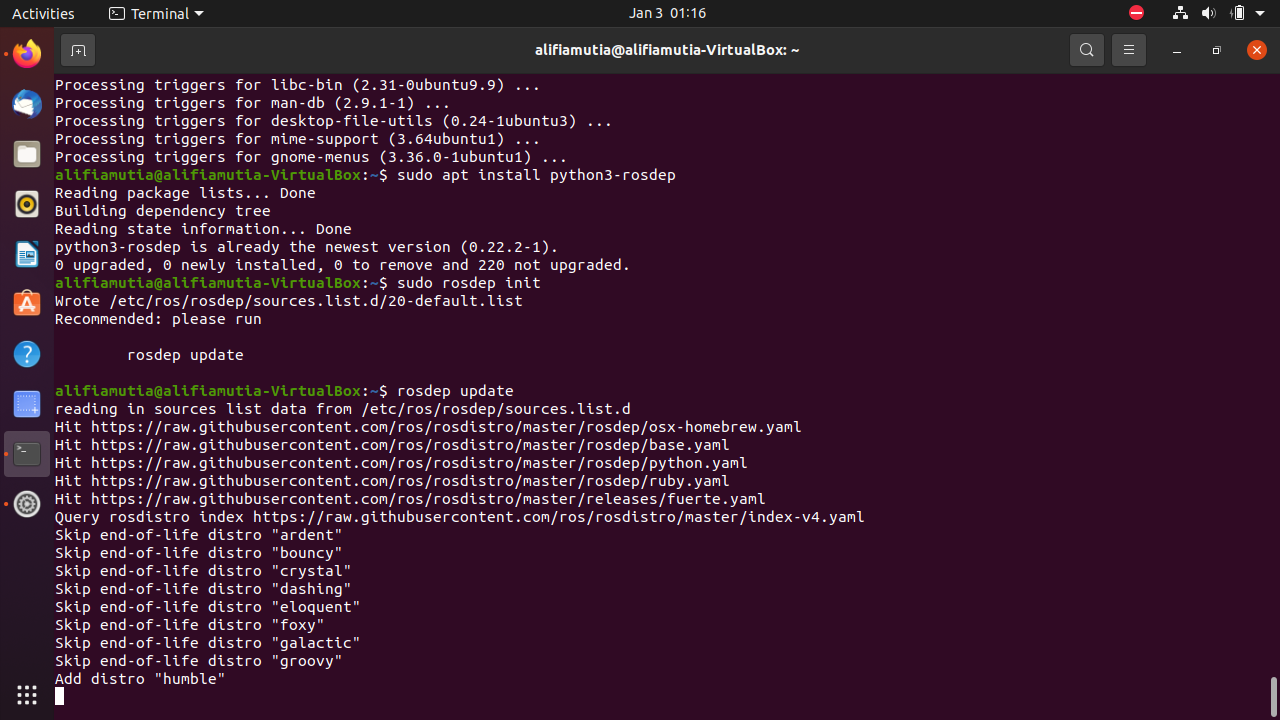 Activities
Terminal
Jan 3 01:16
alifiamutia@alifiamutia-VirtualBox: ~
Processing triggers for libc-bin (2.31-0ubuntu9.9) ...
Processing triggers for man-db (2.9.1-1) ...
Processing triggers for desktop-file-utils (0.24-1ubuntu3) ...
Processing triggers for mime-support (3.64ubuntu1) ...
Processing triggers for gnome-menus (3.36.0-1ubuntu1) ...
alifiamutia@alifiamutia-VirtualBox:~$ sudo apt install python3-rosdep
Reading package lists... Done
Building dependency tree
Reading state information... Done
python3-rosdep is already the newest version (0.22.2-1).
0 upgraded, 0 newly installed, 0 to remove and 220 not upgraded.
alifiamutia@alifiamutia-VirtualBox:~$ sudo rosdep init
Wrote /etc/ros/rosdep/sources.list.d/20-default.list
Recommended: please run
rosdep update
alifiamutia@alifiamutia-VirtualBox:~$ rosdep update
reading in sources list data from /etc/ros/rosdep/sources.list.d
Hit https://raw.githubusercontent.com/ros/rosdistro/master/rosdep/osx-homebrew.yaml
Hit https://raw.githubusercontent.com/ros/rosdistro/master/rosdep/base.yaml
Hit https://raw.githubusercontent.com/ros/rosdistro/master/rosdep/python.yaml
Hit https://raw.githubusercontent.com/ros/rosdistro/master/rosdep/ruby.yaml
Hit https://raw.githubusercontent.com/ros/rosdistro/master/releases/fuerte.yaml
Query rosdistro index https://raw.githubusercontent.com/ros/rosdistro/master/index-v4.yaml
Skip end-of-life distro "ardent"
Skip end-of-life distro "bouncy"
Skip end-of-life distro "crystal"
Skip end-of-life distro "dashing"
Skip end-of-life distro "eloquent"
Skip end-of-life distro "foxy"
Skip end-of-life distro "galactic"
Skip end-of-life distro "groovy"
Add distro "humble"